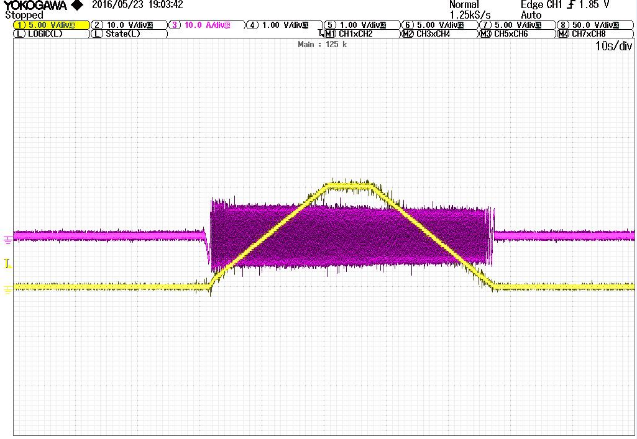 YOKOGAWA ◆ 2016/05/23 19:03:42 Normal Edge CH1 1.85 V
Stopped 1.25kS/s Auto
1 5.00 V/div 2 10.0 V/div 3 10.0 A/div 4 1.00 V/div 5 1.00 V/div 6 5.00 V/div 7 5.00 V/div 8 50.0 V/div
L LOGIC(L) L State(L) M1 CH1xCH2 M2 CH3xCH4 M3 CH5xCH6 M4 CH7xCH8
Main : 125 k 10s/div